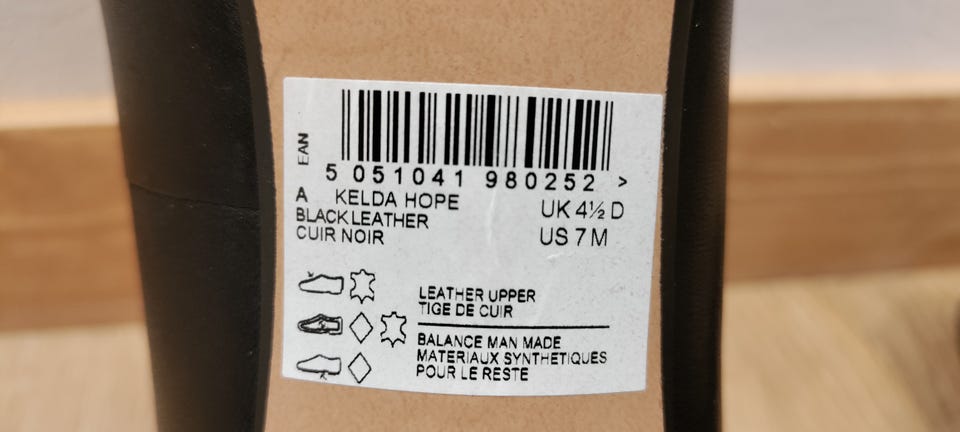 EAN
5 051041 980252 >
A KELDA HOPE UK 4½ D
BLACK LEATHER US 7 M
CUIR NOIR
LEATHER UPPER
TIGE DE CUIR
BALANCE MAN MADE
MATERIAUX SYNTHETIQUES
POUR LE RESTE